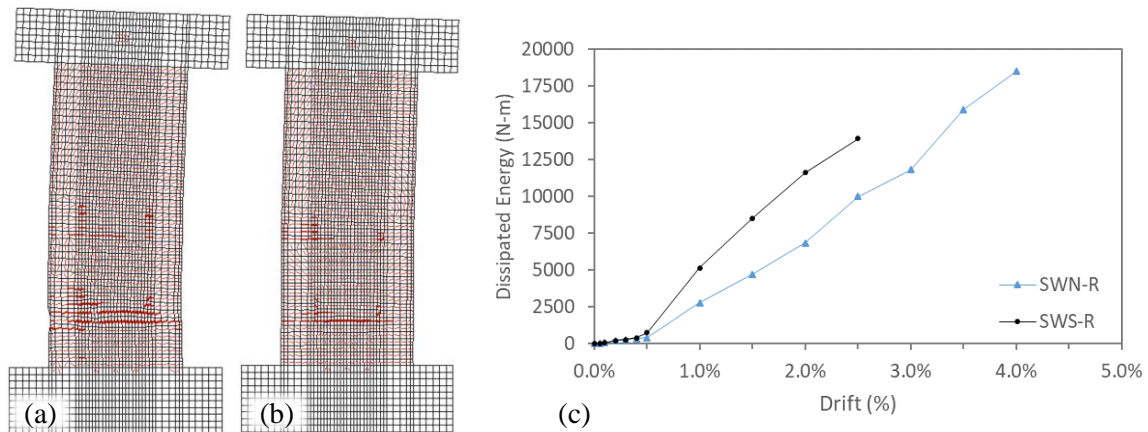 (a)
(b)
(c)
Dissipated Energy (N-m)
20000
17500
15000
12500
10000
7500
5000
2500
0
0.0%
1.0%
2.0%
3.0%
4.0%
5.0%
Drift (%)
SWN-R
SWS-R